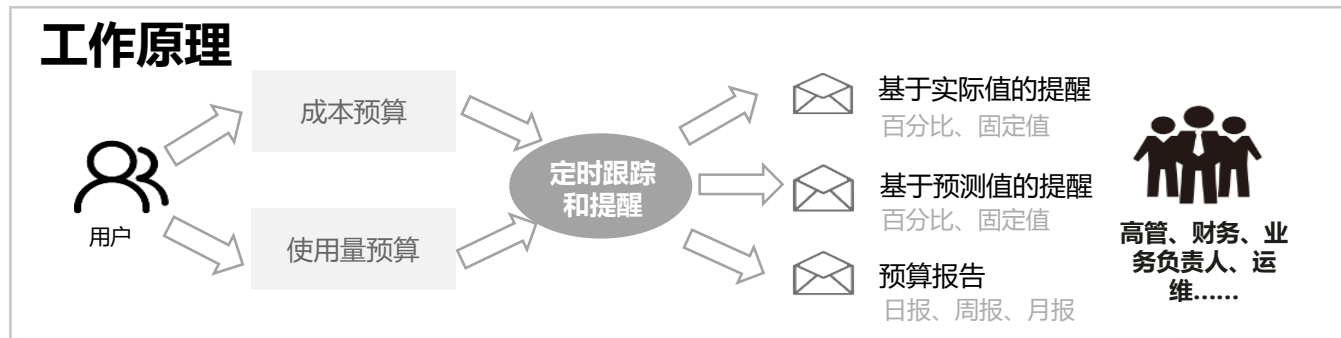 工作原理
用户
成本预算
使用量预算
定时跟踪
和提醒
基于实际值的提醒
百分比、固定值
基于预测值的提醒
百分比、固定值
预算报告
日报、周报、月报
高管、财务、业
务负责人、运
维……